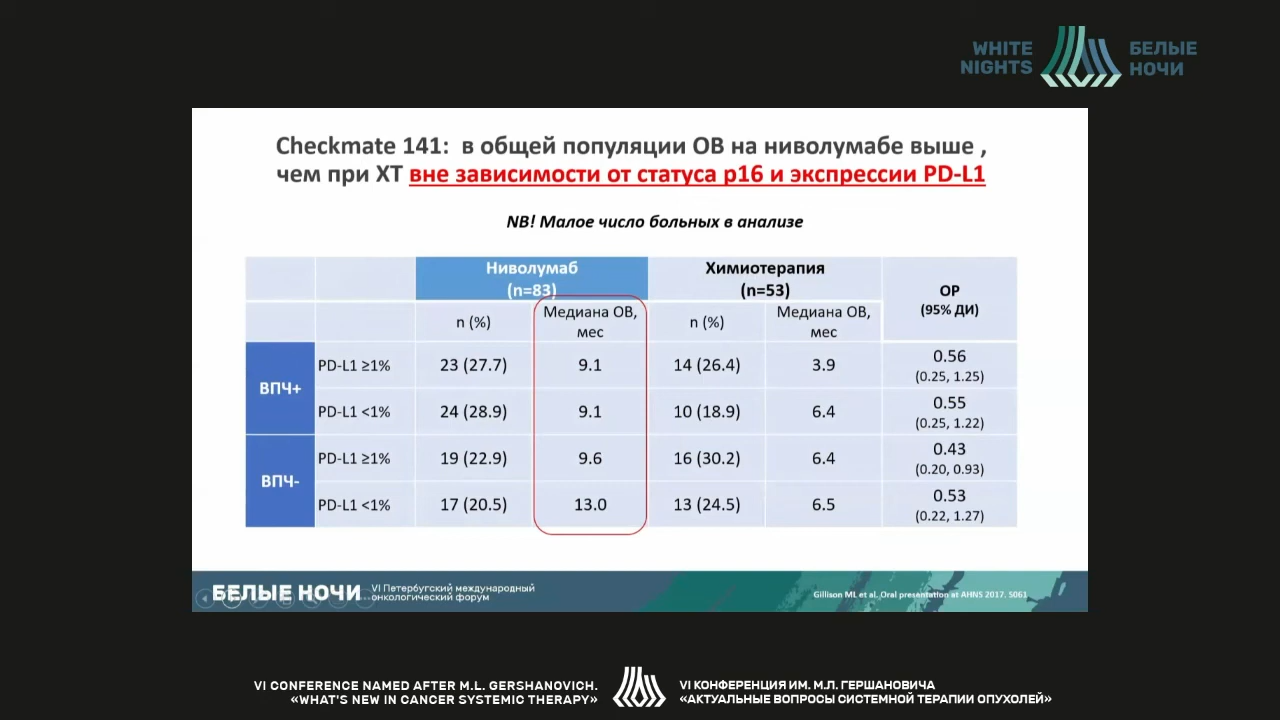 WHITE
NIGHTS
БЕЛЫЕ
НОЧИ
Checkmate 141: в общей популяции ОВ на ниволумабе выше ,
чем при ХТ вне зависимости от статуса p16 и экспрессии PD-L1
NB! Малое число больных в анализе
Ниволумаб
(n=83)
Химиотерапия
(n=53)
ОР
(95% ДИ)
n (%)
Медиана ОВ,
мес
n (%)
Медиана ОВ,
мес
ВПЧ+
PD-L1 ≥1% 23 (27.7) 9.1 14 (26.4) 3.9 0.56
(0.25, 1.25)
PD-L1 <1% 24 (28.9) 9.1 10 (18.9) 6.4 0.55
(0.25, 1.22)
ВПЧ-
PD-L1 ≥1% 19 (22.9) 9.6 16 (30.2) 6.4 0.43
(0.20, 0.93)
PD-L1 <1% 17 (20.5) 13.0 13 (24.5) 6.5 0.53
(0.22, 1.27)
БЕЛЫЕ НОЧИ
VI Петербугский международный
онкологический форум
Gillison ML et al. Oral presentation at AHNS 2017. S061
VI CONFERENCE NAMED AFTER M.L. GERSHANOVICH.
«WHAT'S NEW IN CANCER SYSTEMIC THERAPY»
VI КОНФЕРЕНЦИЯ ИМ. М.Л. ГЕРШАНОВИЧА
«АКТУАЛЬНЫЕ ВОПРОСЫ СИСТЕМНОЙ ТЕРАПИИ ОПУХОЛЕЙ»